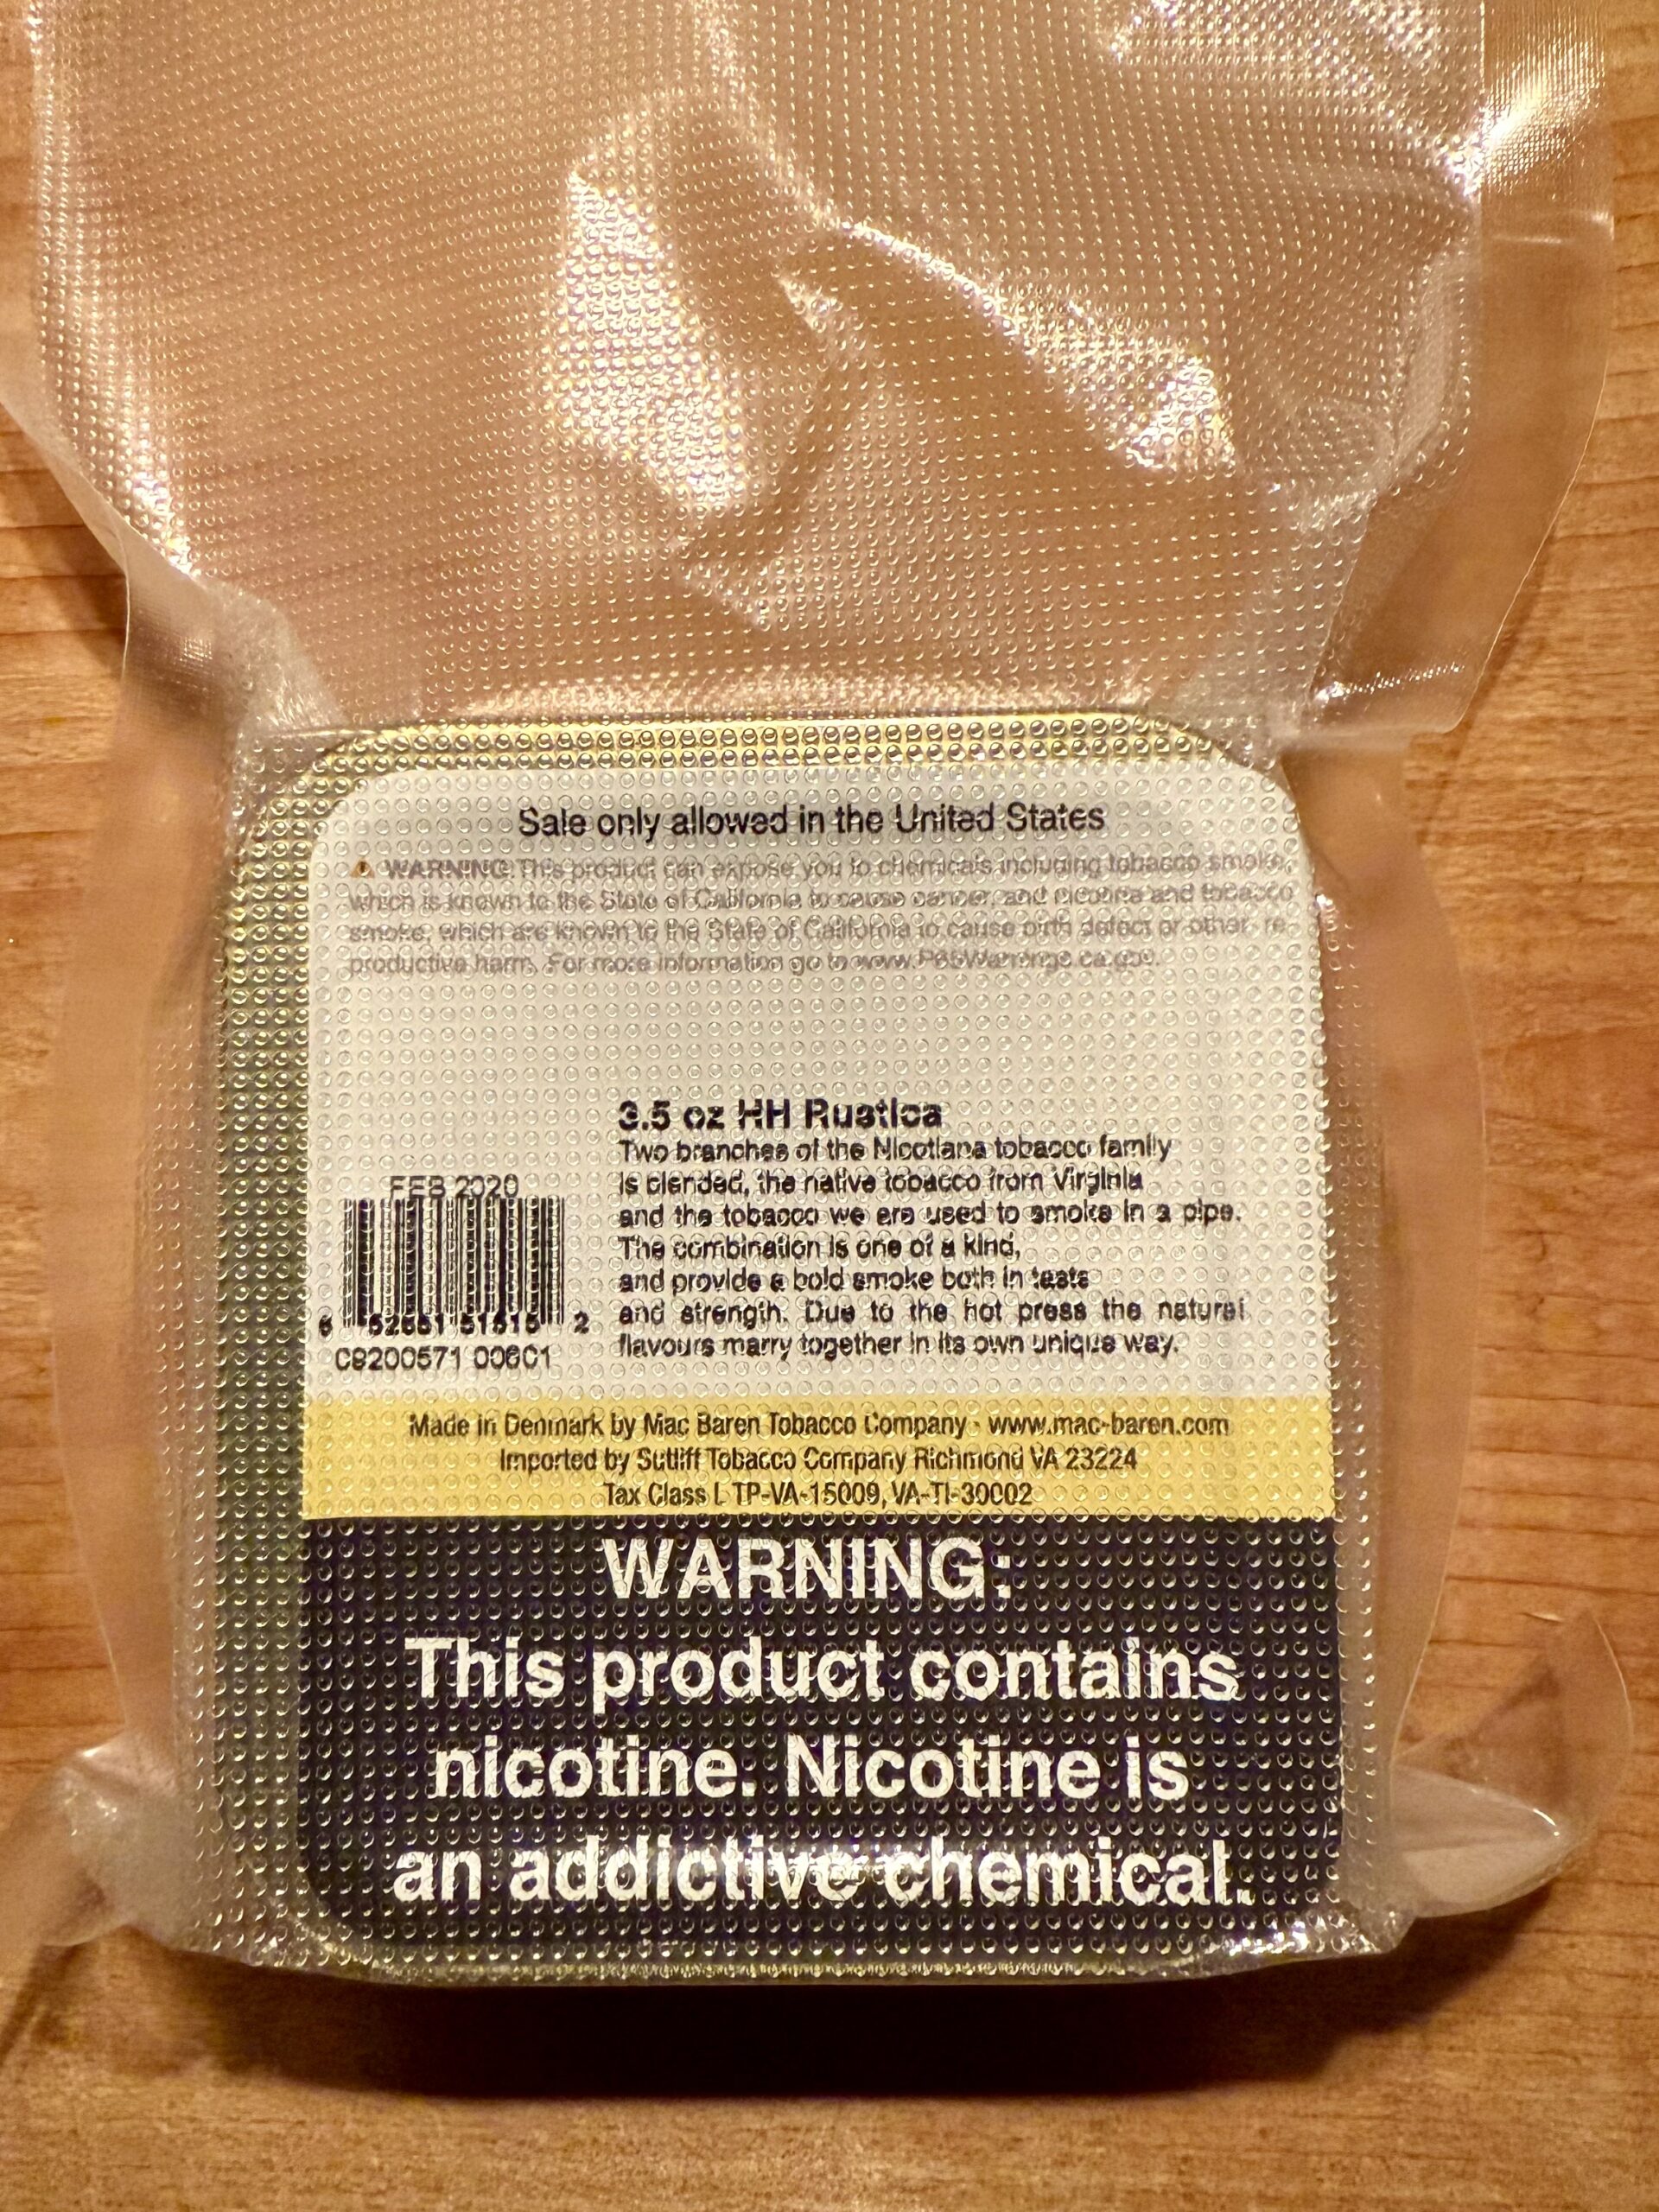 Sale only allowed in the United States
⚠ WARNING: This product can expose you to chemicals including tobacco smoke,
which is known to the State of California to cause cancer, and nicotine and tobacco
smoke, which are known to the State of California to cause birth defect or other re-
productive harm. For more information go to www.P65Warnings.ca.gov.
3.5 oz HH Rustica
Two branches of the Nicotiana tobacco family
is blended, the native tobacco from Virginia
and the tobacco we are used to smoke in a pipe.
The combination is one of a kind,
and provide a bold smoke both in taste
and strength. Due to the hot press the natural
flavours marry together in its own unique way.
FEB 2020
2
Made in Denmark by Mac Baren Tobacco Company · www.mac-baren.com
Imported by Sutliff Tobacco Company Richmond VA 23224
Tax Class L TP-VA-15009, VA-TI-30002
WARNING:
This product contains
nicotine. Nicotine is
an addictive chemical.